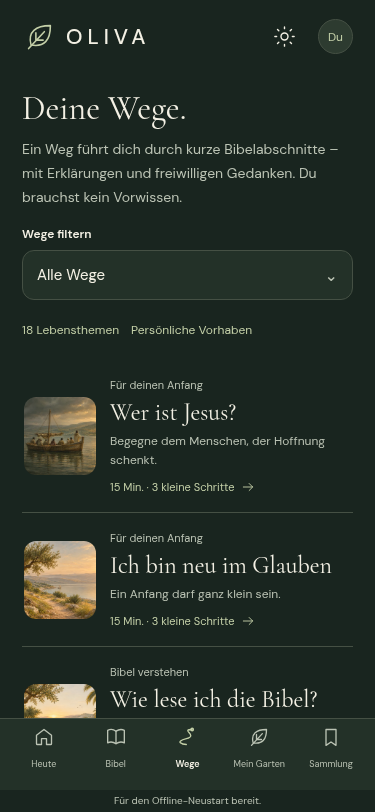 OLIVA
Du
Deine Wege.
Ein Weg führt dich durch kurze Bibelabschnitte –
mit Erklärungen und freiwilligen Gedanken. Du
brauchst kein Vorwissen.
Wege filtern
Alle Wege
18 Lebensthemen Persönliche Vorhaben
Für deinen Anfang
Wer ist Jesus?
Begegne dem Menschen, der Hoffnung
schenkt.
15 Min. · 3 kleine Schritte →
Für deinen Anfang
Ich bin neu im Glauben
Ein Anfang darf ganz klein sein.
15 Min. · 3 kleine Schritte →
Bibel verstehen
Wie lese ich die Bibel?
Heute Bibel Wege Mein Garten Sammlung
Für den Offline-Neustart bereit.